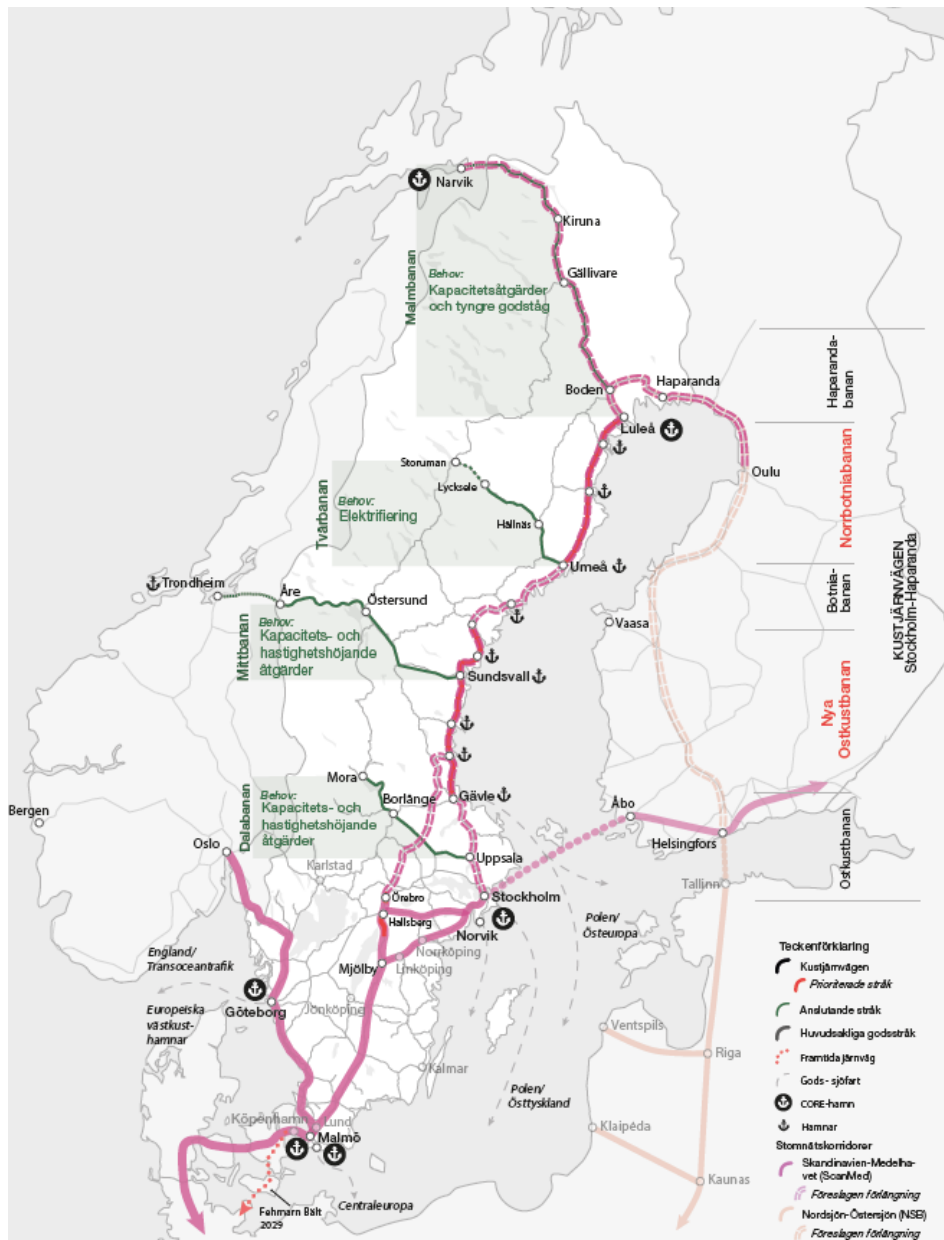 Narvik
Kiruna
Malmbanan
Behov:
Kapacitetsåtgärder
och tyngre godståg
Gällivare
Haparanda-
banan
Boden
Haparanda
Luleå
Storuman
Lycksele
Tvärbanan
Behov:
Elektrifiering
Hällnäs
Oulu
Norrbotniabanan
Umeå
Trondheim
Åre
Östersund
Botnia-
banan
KUSTJÄRNVÄGEN
Stockholm-Haparanda
Vaasa
Mittbanan
Behov:
Kapacitets- och
hastighetshöjande
åtgärder
Sundsvall
Nya
Ostkustbanan
Mora
Dalabanan
Behov:
Kapacitets- och
hastighetshöjande
åtgärder
Borlänge
Gävle
Bergen
Åbo
Oslo
Uppsala
Helsingfors
Ostkustbanan
Karlstad
Tallinn
Örebro
Stockholm
Hallsberg
Norvik
Polen/
Östeuropa
England/
Transoceantrafik
Norrköping
Linköping
Mjölby
Europeiska
västkust-
hamnar
Göteborg
Jönköping
Ventspils
Riga
Kalmar
Polen/
Östtyskland
Köpenhamn
Lund
Malmö
Klaipéda
Kaunas
Fehmarn Bält
2029
Centraleuropa
Teckenförklaring
Kustjärnvägen
Prioriterade stråk
Anslutande stråk
Huvudsakliga godsstråk
Framtida järnväg
Gods - sjöfart
CORE-hamn
Hamnar
Stomnätskorridorer
Skandinavien-Medelha-
vet (ScanMed)
Föreslagen förlängning
Nordsjön-Östersjön (NSB)
Föreslagen förlängning